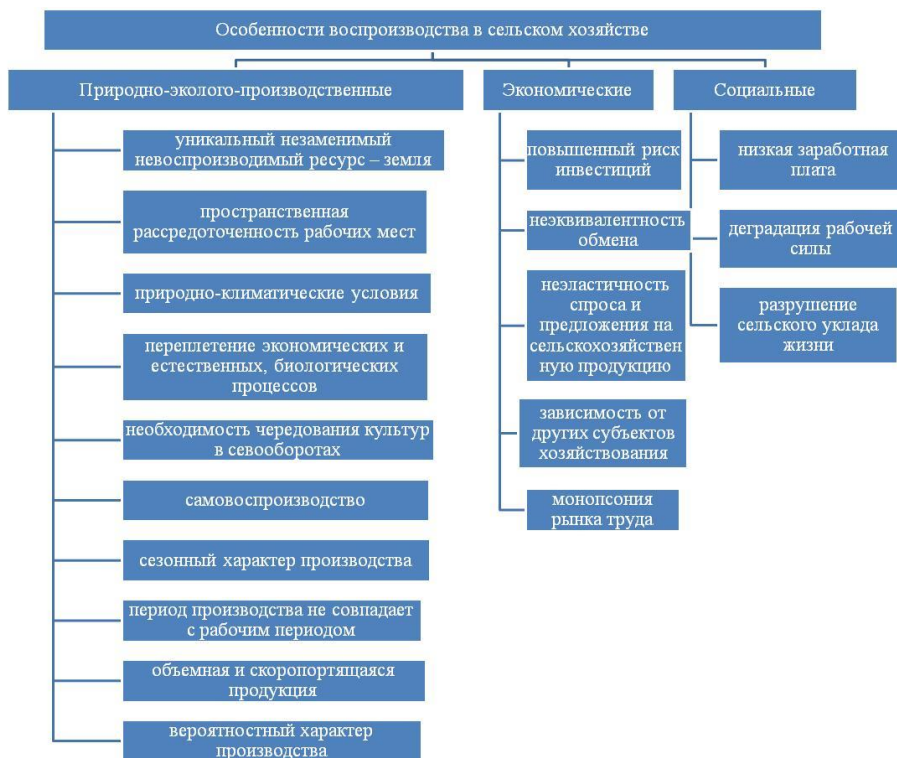 Особенности воспроизводства в сельском хозяйстве
Природно-эколого-производственные
уникальный незаменимый
невоспроизводимый ресурс – земля
пространственная
рассредоточенность рабочих мест
природно-климатические условия
переплетение экономических и
естественных, биологических
процессов
необходимость чередования культур
в севооборотах
самовоспроизводство
сезонный характер производства
период производства не совпадает
с рабочим периодом
объемная и скоропортящаяся
продукция
вероятностный характер
производства
Экономические
повышенный риск
инвестиций
неэквивалентность
обмена
неэластичность
спроса и
предложения на
сельскохозяйствен
ную продукцию
зависимость от
других субъектов
хозяйствования
монопсония
рынка труда
Социальные
низкая заработная
плата
деградация рабочей
силы
разрушение
сельского уклада
жизни